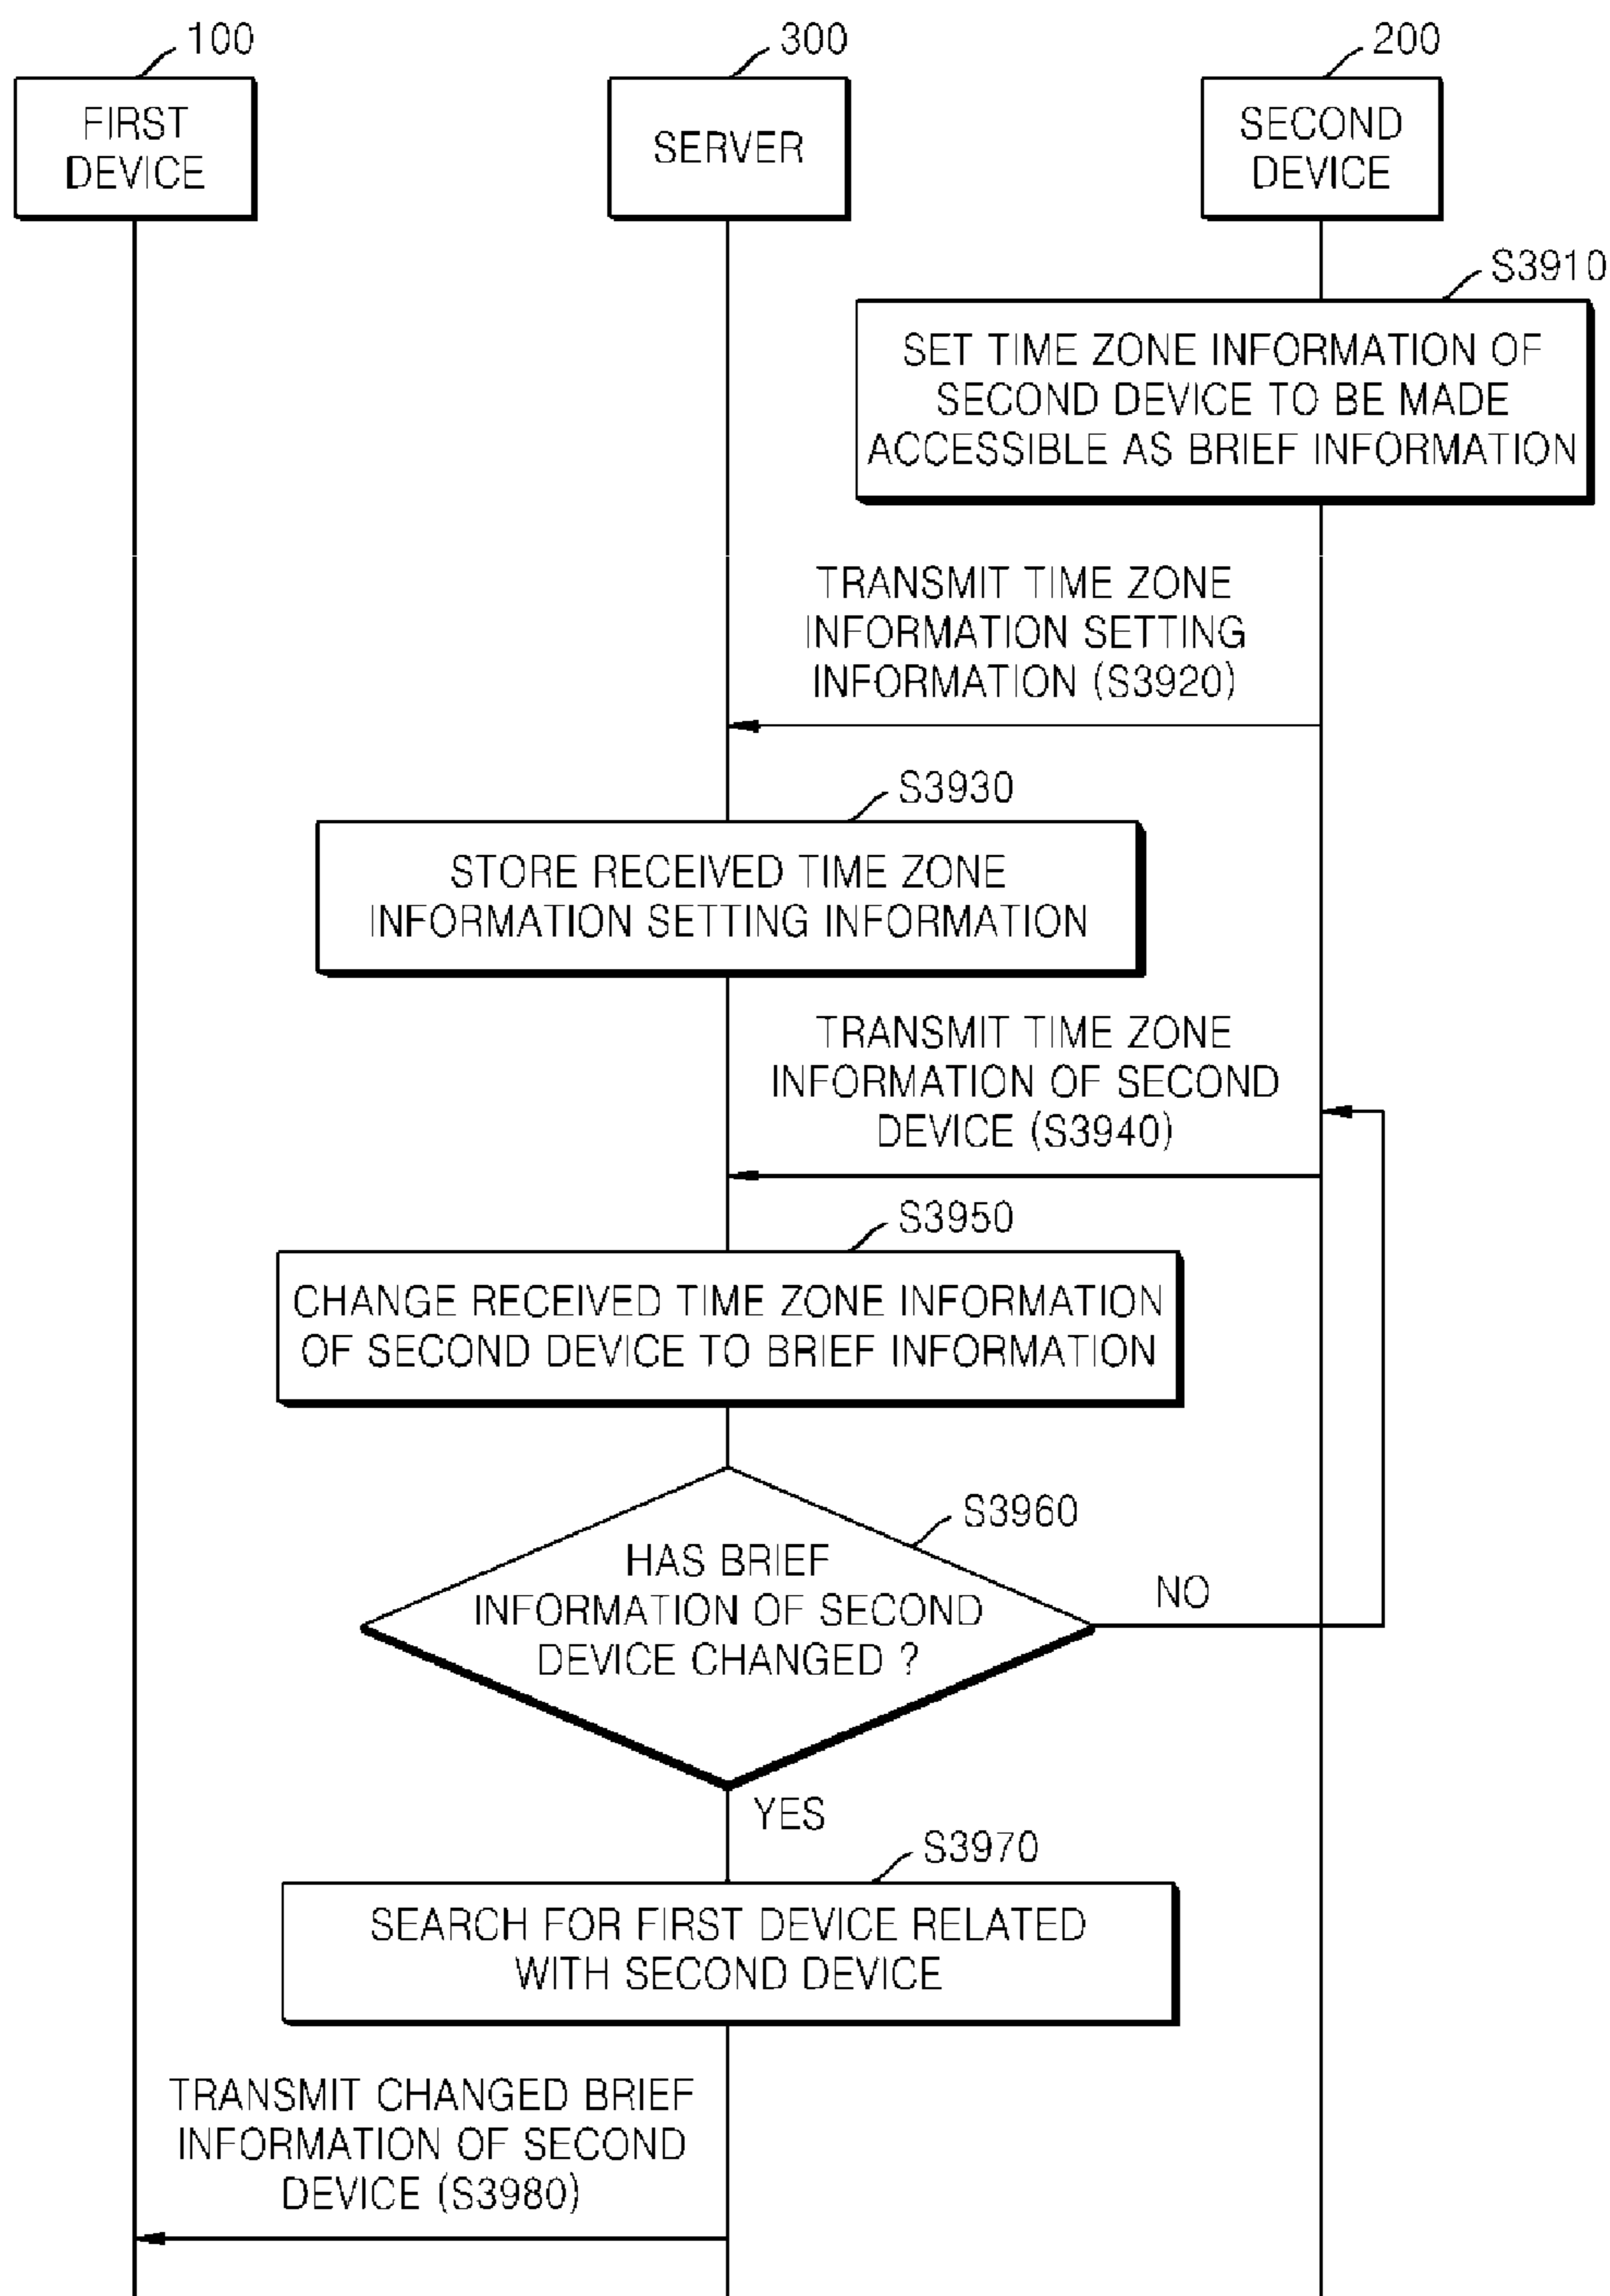 100
300
200
FIRST
DEVICE
SERVER
SECOND
DEVICE
S3910
SET TIME ZONE INFORMATION OF
SECOND DEVICE TO BE MADE
ACCESSIBLE AS BRIEF INFORMATION
TRANSMIT TIME ZONE
INFORMATION SETTING
INFORMATION (S3920)
S3930
STORE RECEIVED TIME ZONE
INFORMATION SETTING INFORMATION
TRANSMIT TIME ZONE
INFORMATION OF SECOND
DEVICE (S3940)
S3950
CHANGE RECEIVED TIME ZONE INFORMATION
OF SECOND DEVICE TO BRIEF INFORMATION
S3960
HAS BRIEF
INFORMATION OF SECOND
DEVICE CHANGED ?
NO
YES
S3970
SEARCH FOR FIRST DEVICE RELATED
WITH SECOND DEVICE
TRANSMIT CHANGED BRIEF
INFORMATION OF SECOND
DEVICE (S3980)